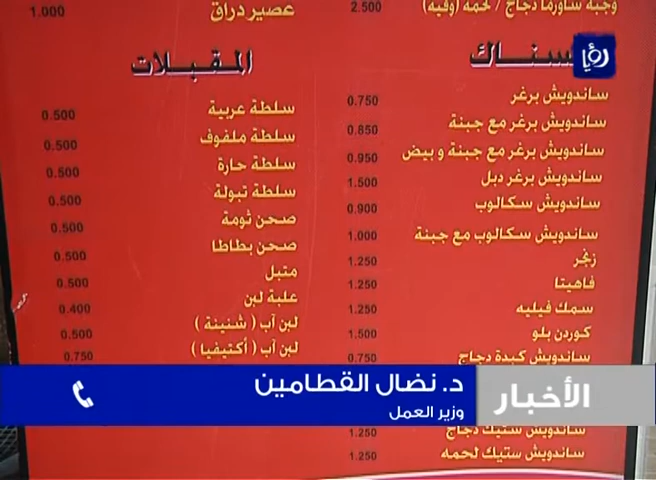 وجبة شاورما دجاج / لحمة (وقية) 2.500
سناك
ساندويش برغر 0.750
ساندويش برغر مع جبنة 0.850
ساندويش برغر مع جبنة و بيض 0.950
ساندويش برغر دبل 1.500
ساندويش سكالوب 0.900
ساندويش سكالوب مع جبنة 1.000
زنجر 1.250
فاهيتا 1.250
سمك فيليه 1.250
كوردن بلو 1.500
ساندويش كبدة دجاج 0.750
ساندويش ستيك دجاج 1.250
ساندويش ستيك لحمه 1.250
عصير دراق 1.000
المقبلات
سلطة عربية 0.500
سلطة ملفوف 0.500
سلطة حارة 0.500
سلطة تبولة 0.500
صحن ثومة 0.500
صحن بطاطا 0.500
متبل 0.500
علبة لبن 0.400
لبن آب ( شنينة ) 0.500
لبن آب ( أكتيفيا ) 0.750
رؤيا
الأخبار
د. نضال القطامين
وزير العمل